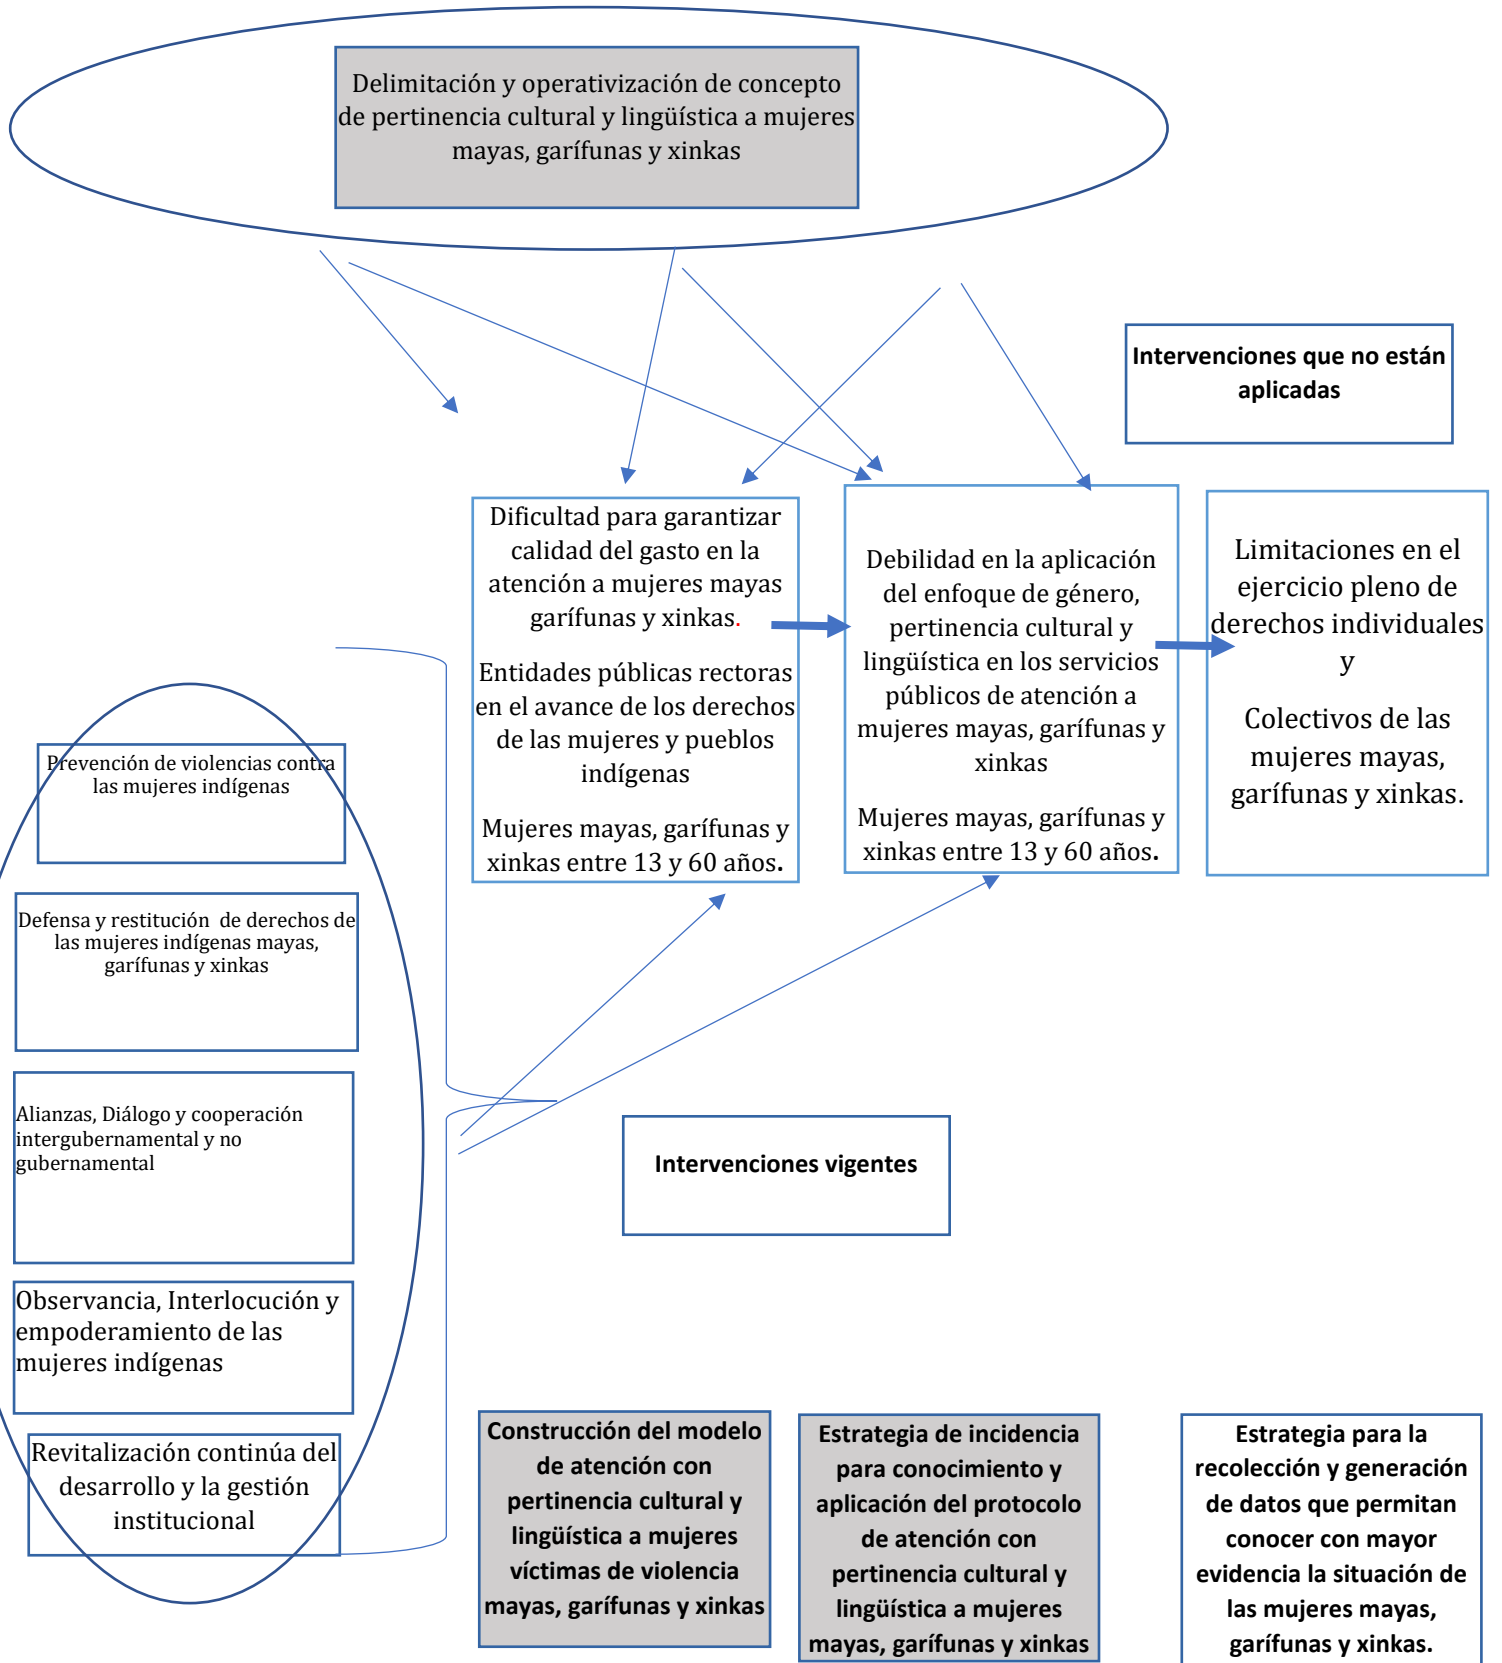 Delimitación y operativización de concepto
de pertinencia cultural y lingüística a mujeres
mayas, garífunas y xinkas
Intervenciones que no están
aplicadas
Dificultad para garantizar
calidad del gasto en la
atención a mujeres mayas
garífunas y xinkas.
Entidades públicas rectoras
en el avance de los derechos
de las mujeres y pueblos
indígenas
Mujeres mayas, garífunas y
xinkas entre 13 y 60 años.
Debilidad en la aplicación
del enfoque de género,
pertinencia cultural y
lingüística en los servicios
públicos de atención a
mujeres mayas, garífunas y
xinkas
Mujeres mayas, garífunas y
xinkas entre 13 y 60 años.
Limitaciones en el
ejercicio pleno de
derechos individuales
y
Colectivos de las
mujeres mayas,
garífunas y xinkas.
Prevención de violencias contra
las mujeres indígenas
Defensa y restitución  de derechos de
las mujeres indígenas mayas,
garífunas y xinkas
Alianzas, Diálogo y cooperación
intergubernamental y no
gubernamental
Observancia, Interlocución y
empoderamiento de las
mujeres indígenas
Revitalización continúa del
desarrollo y la gestión
institucional
Intervenciones vigentes
Construcción del modelo
de atención con
pertinencia cultural y
lingüística a mujeres
víctimas de violencia
mayas, garífunas y xinkas
Estrategia de incidencia
para conocimiento y
aplicación del protocolo
de atención con
pertinencia cultural y
lingüística a mujeres
mayas, garífunas y xinkas
Estrategia para la
recolección y generación
de datos que permitan
conocer con mayor
evidencia la situación de
las mujeres mayas,
garífunas y xinkas.